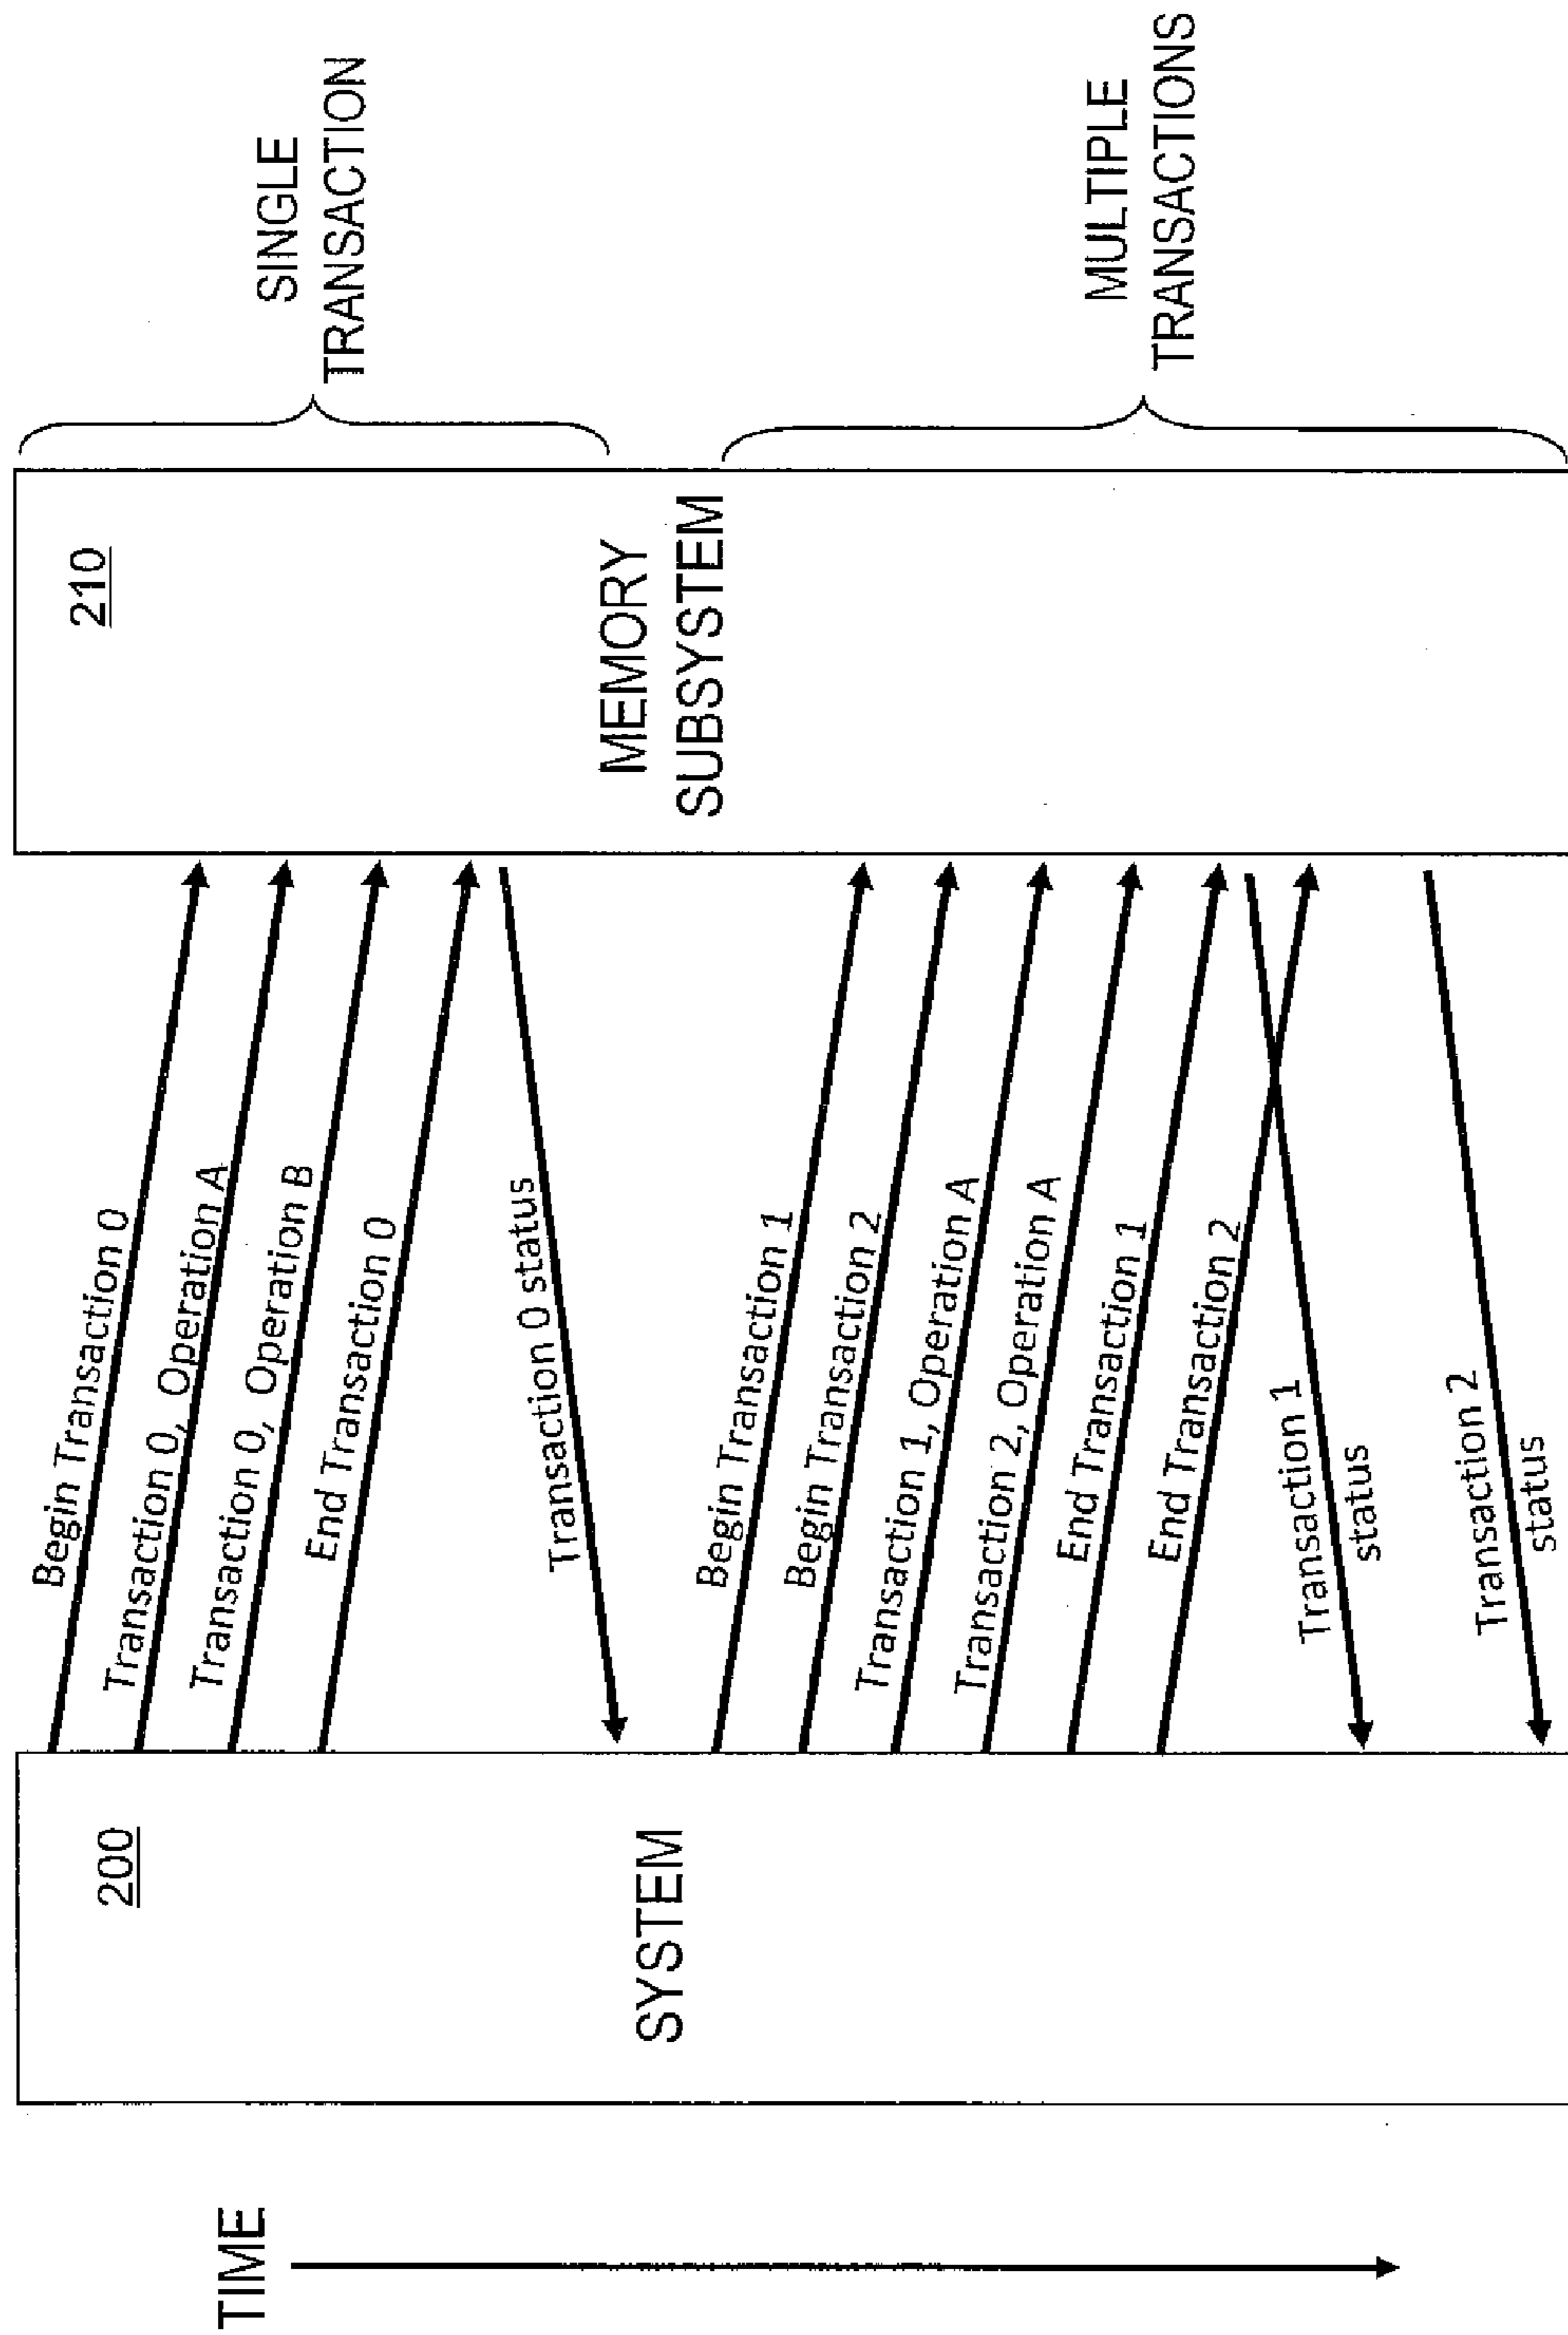 TIME
200
SYSTEM
Begin Transaction 0
Transaction 0, Operation A
Transaction 0, Operation B
End Transaction 0
Transaction 0 status
Begin Transaction 1
Begin Transaction 2
Transaction 1, Operation A
Transaction 2, Operation A
End Transaction 1
End Transaction 2
Transaction 1
status
Transaction 2
status
210
MEMORY
SUBSYSTEM
SINGLE
TRANSACTION
MULTIPLE
TRANSACTIONS